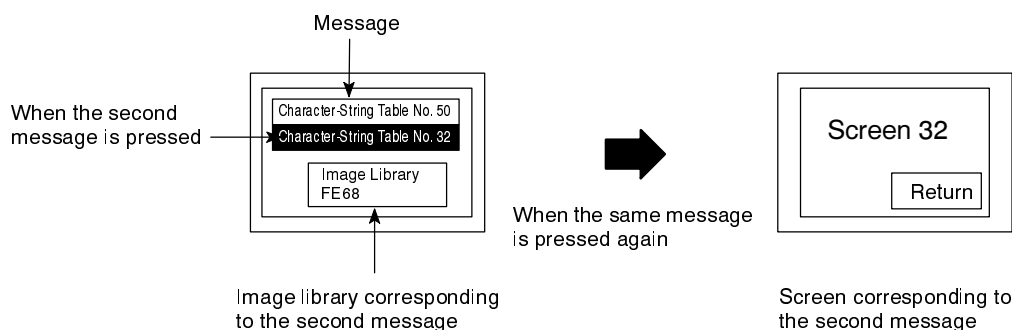 Message
When the second
message is pressed
Character-String Table No. 50
Character-String Table No. 32
Image Library
FE68
When the same message
is pressed again
Screen 32
Return
Image library corresponding
to the second message
Screen corresponding to
the second message